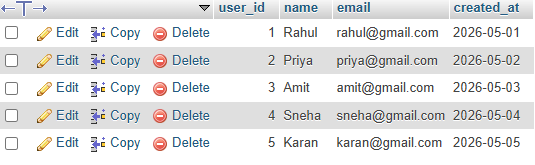 user_id name email created_at
Edit Copy Delete 1 Rahul rahul@gmail.com 2026-05-01
Edit Copy Delete 2 Priya priya@gmail.com 2026-05-02
Edit Copy Delete 3 Amit amit@gmail.com 2026-05-03
Edit Copy Delete 4 Sneha sneha@gmail.com 2026-05-04
Edit Copy Delete 5 Karan karan@gmail.com 2026-05-05